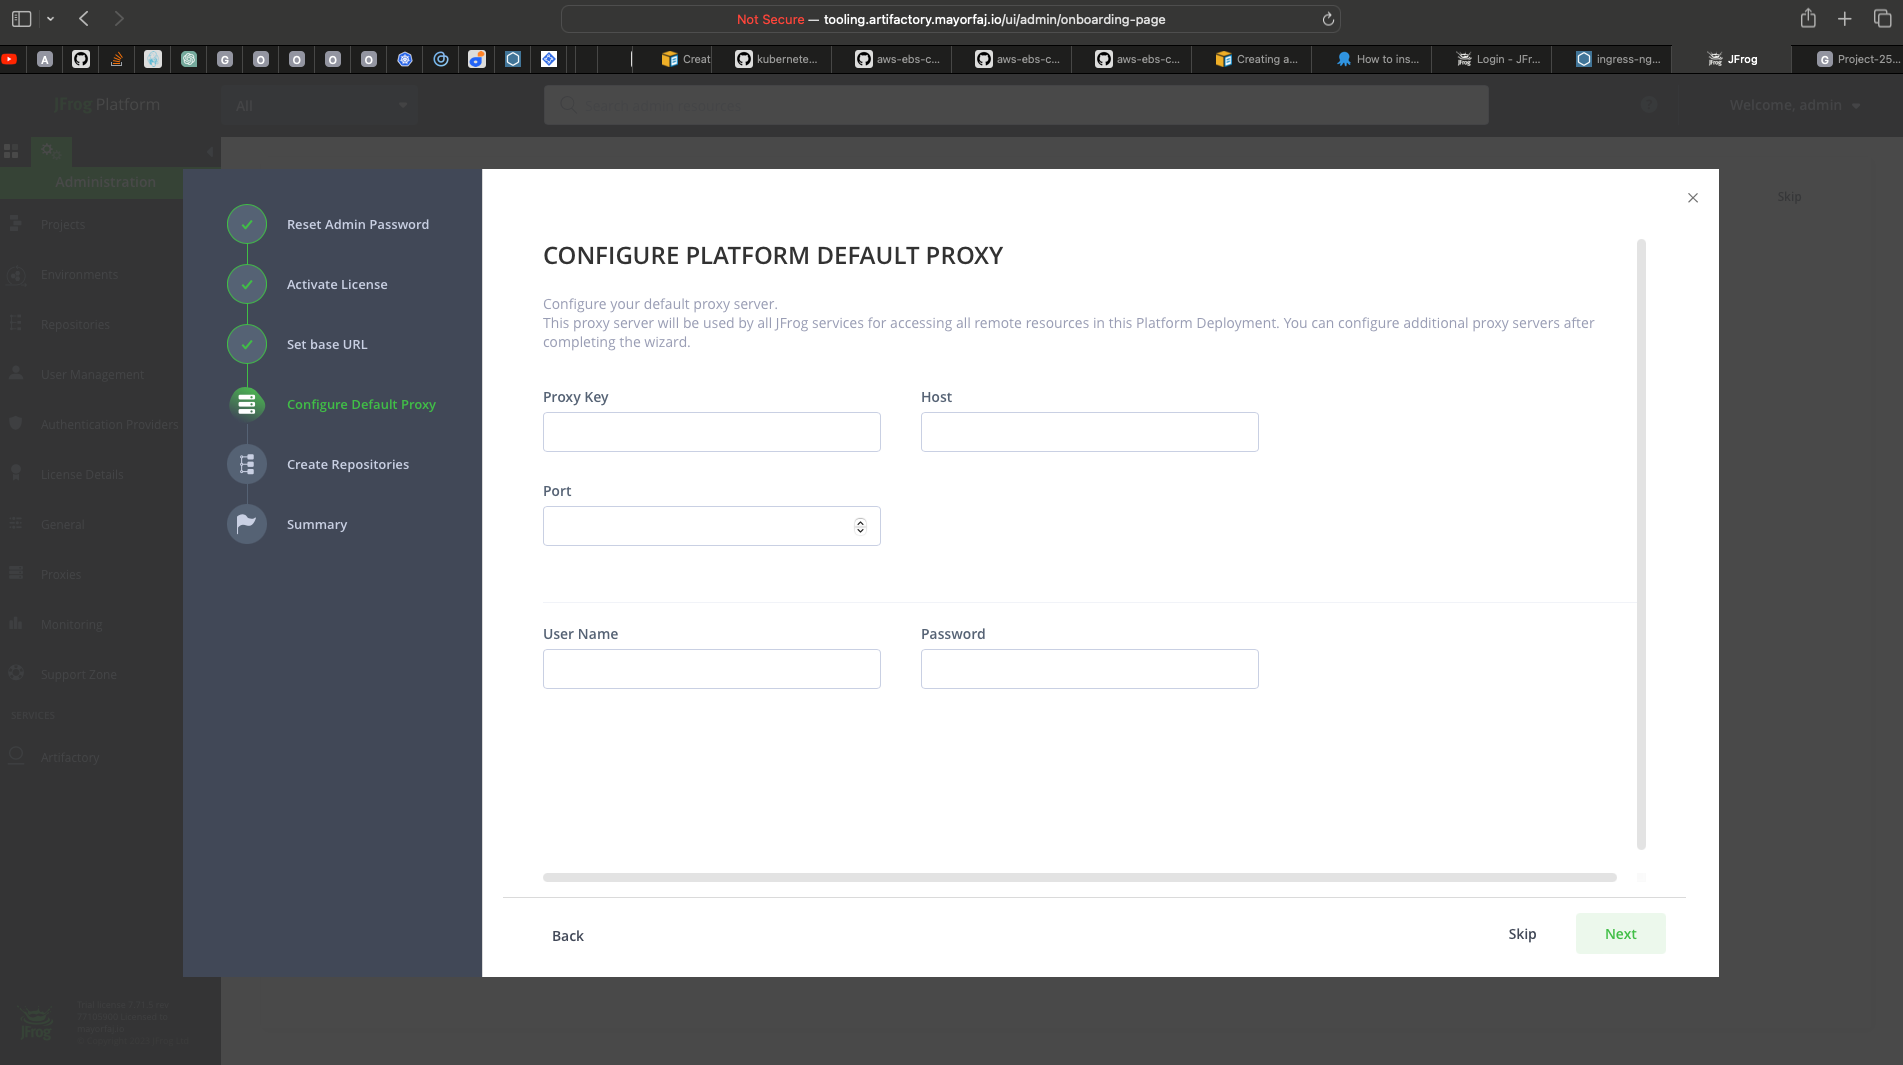 Not Secure — tooling.artifactory.mayorfaj.io/ui/admin/onboarding-page
A
G
O
O
O
O
Creat
kubernete...
aws-ebs-c...
aws-ebs-c...
aws-ebs-c...
Creating a...
How to ins...
Login - JFr...
ingress-ng...
JFrog
G Project-25...
JFrog Platform
All
Search admin resources
Welcome, admin
Administration
Projects
Environments
Repositories
User Management
Authentication Providers
License Details
General
Proxies
Monitoring
Support Zone
SERVICES
Artifactory
JFrog
Skip
Reset Admin Password
Activate License
Set base URL
Configure Default Proxy
Create Repositories
Summary
CONFIGURE PLATFORM DEFAULT PROXY
Configure your default proxy server.
This proxy server will be used by all JFrog services for accessing all remote resources in this Platform Deployment. You can configure additional proxy servers after
completing the wizard.
Proxy Key
Host
Port
User Name
Password
Back
Skip
Next